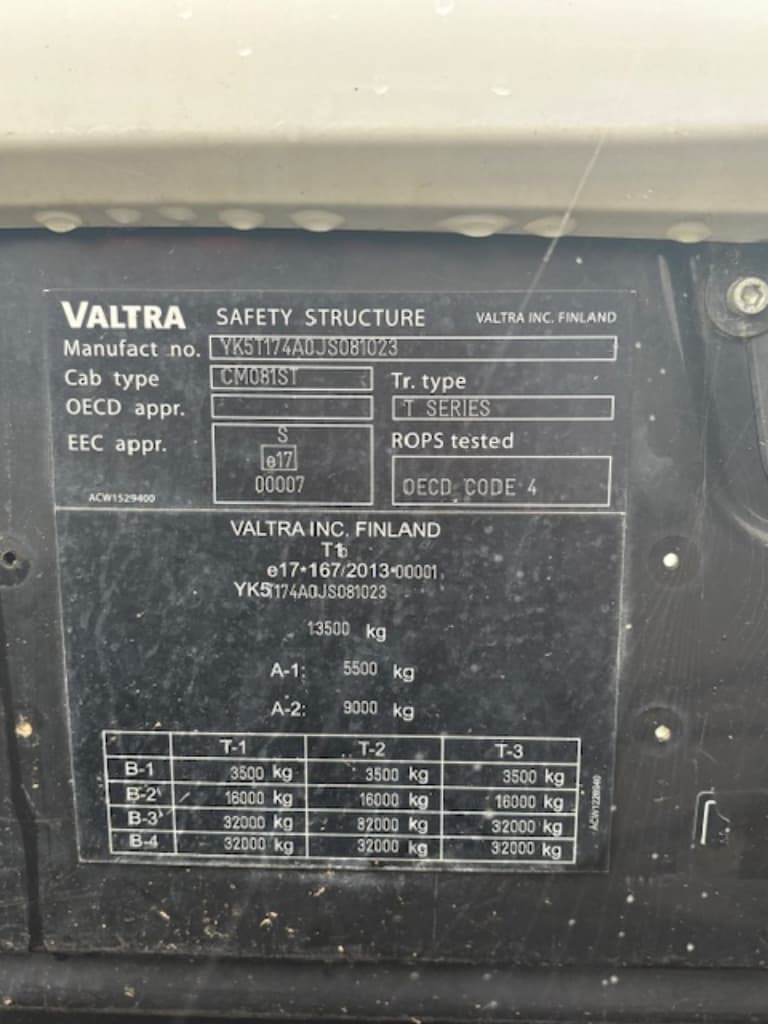 VALTRA SAFETY STRUCTURE VALTRA INC. FINLAND
Manufact no. YK5T174A0JS081023
Cab type CM081ST Tr. type
OECD appr. T SERIES
EEC appr. S ROPS tested
e17
00007 OECD CODE 4
ACW1529400
VALTRA INC. FINLAND
T1b
e17*167/2013*00001
YK5T174A0JS081023
13500 kg
A-1: 5500 kg
A-2: 9000 kg
T-1 T-2 T-3
B-1 3500 kg 3500 kg 3500 kg
B-2 16000 kg 16000 kg 16000 kg
B-3 32000 kg 32000 kg 32000 kg
B-4 32000 kg 32000 kg 32000 kg